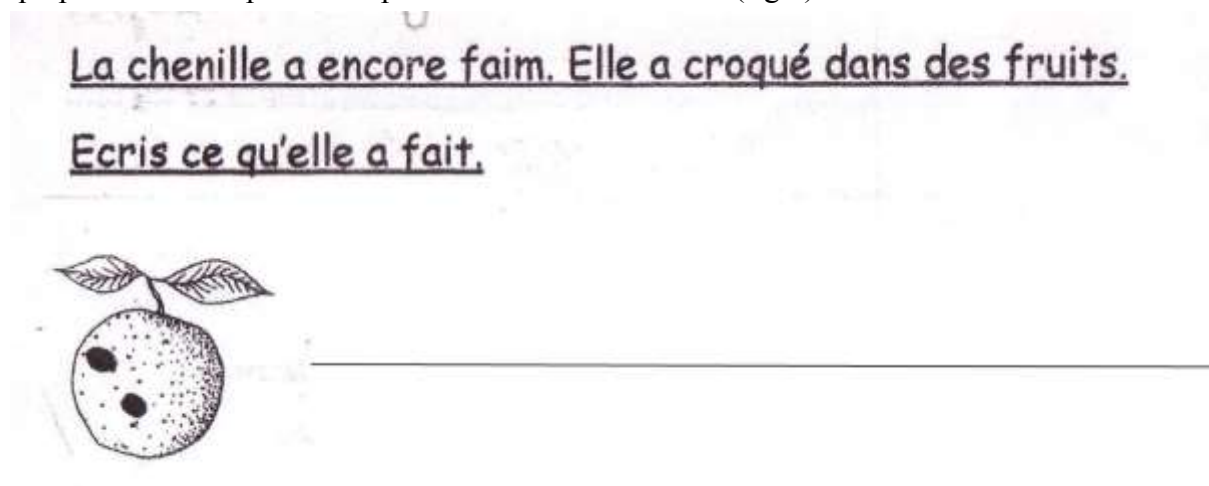 La chenille a encore faim. Elle a croqué dans des fruits.
Ecris ce qu'elle a fait.